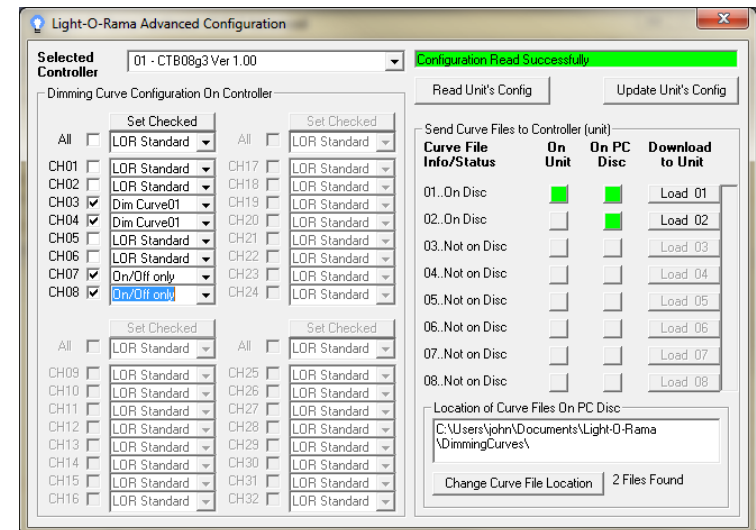 Light-O-Rama Advanced Configuration
Selected Controller
01 - CTB08g3 Ver 1.00
Configuration Read Successfully
Read Unit's Config
Update Unit's Config
Dimming Curve Configuration On Controller
Set Checked
All LOR Standard
CH01 LOR Standard
CH02 LOR Standard
CH03 Dim Curve01
CH04 Dim Curve01
CH05 LOR Standard
CH06 LOR Standard
CH07 On/Off only
CH08 On/Off only
Set Checked
All LOR Standard
CH17 LOR Standard
CH18 LOR Standard
CH19 LOR Standard
CH20 LOR Standard
CH21 LOR Standard
CH22 LOR Standard
CH23 LOR Standard
CH24 LOR Standard
Set Checked
All LOR Standard
CH09 LOR Standard
CH10 LOR Standard
CH11 LOR Standard
CH12 LOR Standard
CH13 LOR Standard
CH14 LOR Standard
CH15 LOR Standard
CH16 LOR Standard
Set Checked
All LOR Standard
CH25 LOR Standard
CH26 LOR Standard
CH27 LOR Standard
CH28 LOR Standard
CH29 LOR Standard
CH30 LOR Standard
CH31 LOR Standard
CH32 LOR Standard
Send Curve Files to Controller (unit)
Curve File On On PC Download
Info/Status Unit Disc to Unit
01..On Disc Load 01
02..On Disc Load 02
03..Not on Disc Load 03
04..Not on Disc Load 04
05..Not on Disc Load 05
06..Not on Disc Load 06
07..Not on Disc Load 07
08..Not on Disc Load 08
Location of Curve Files On PC Disc
C:\Users\john\Documents\Light-O-Rama
\DimmingCurves\
Change Curve File Location 2 Files Found